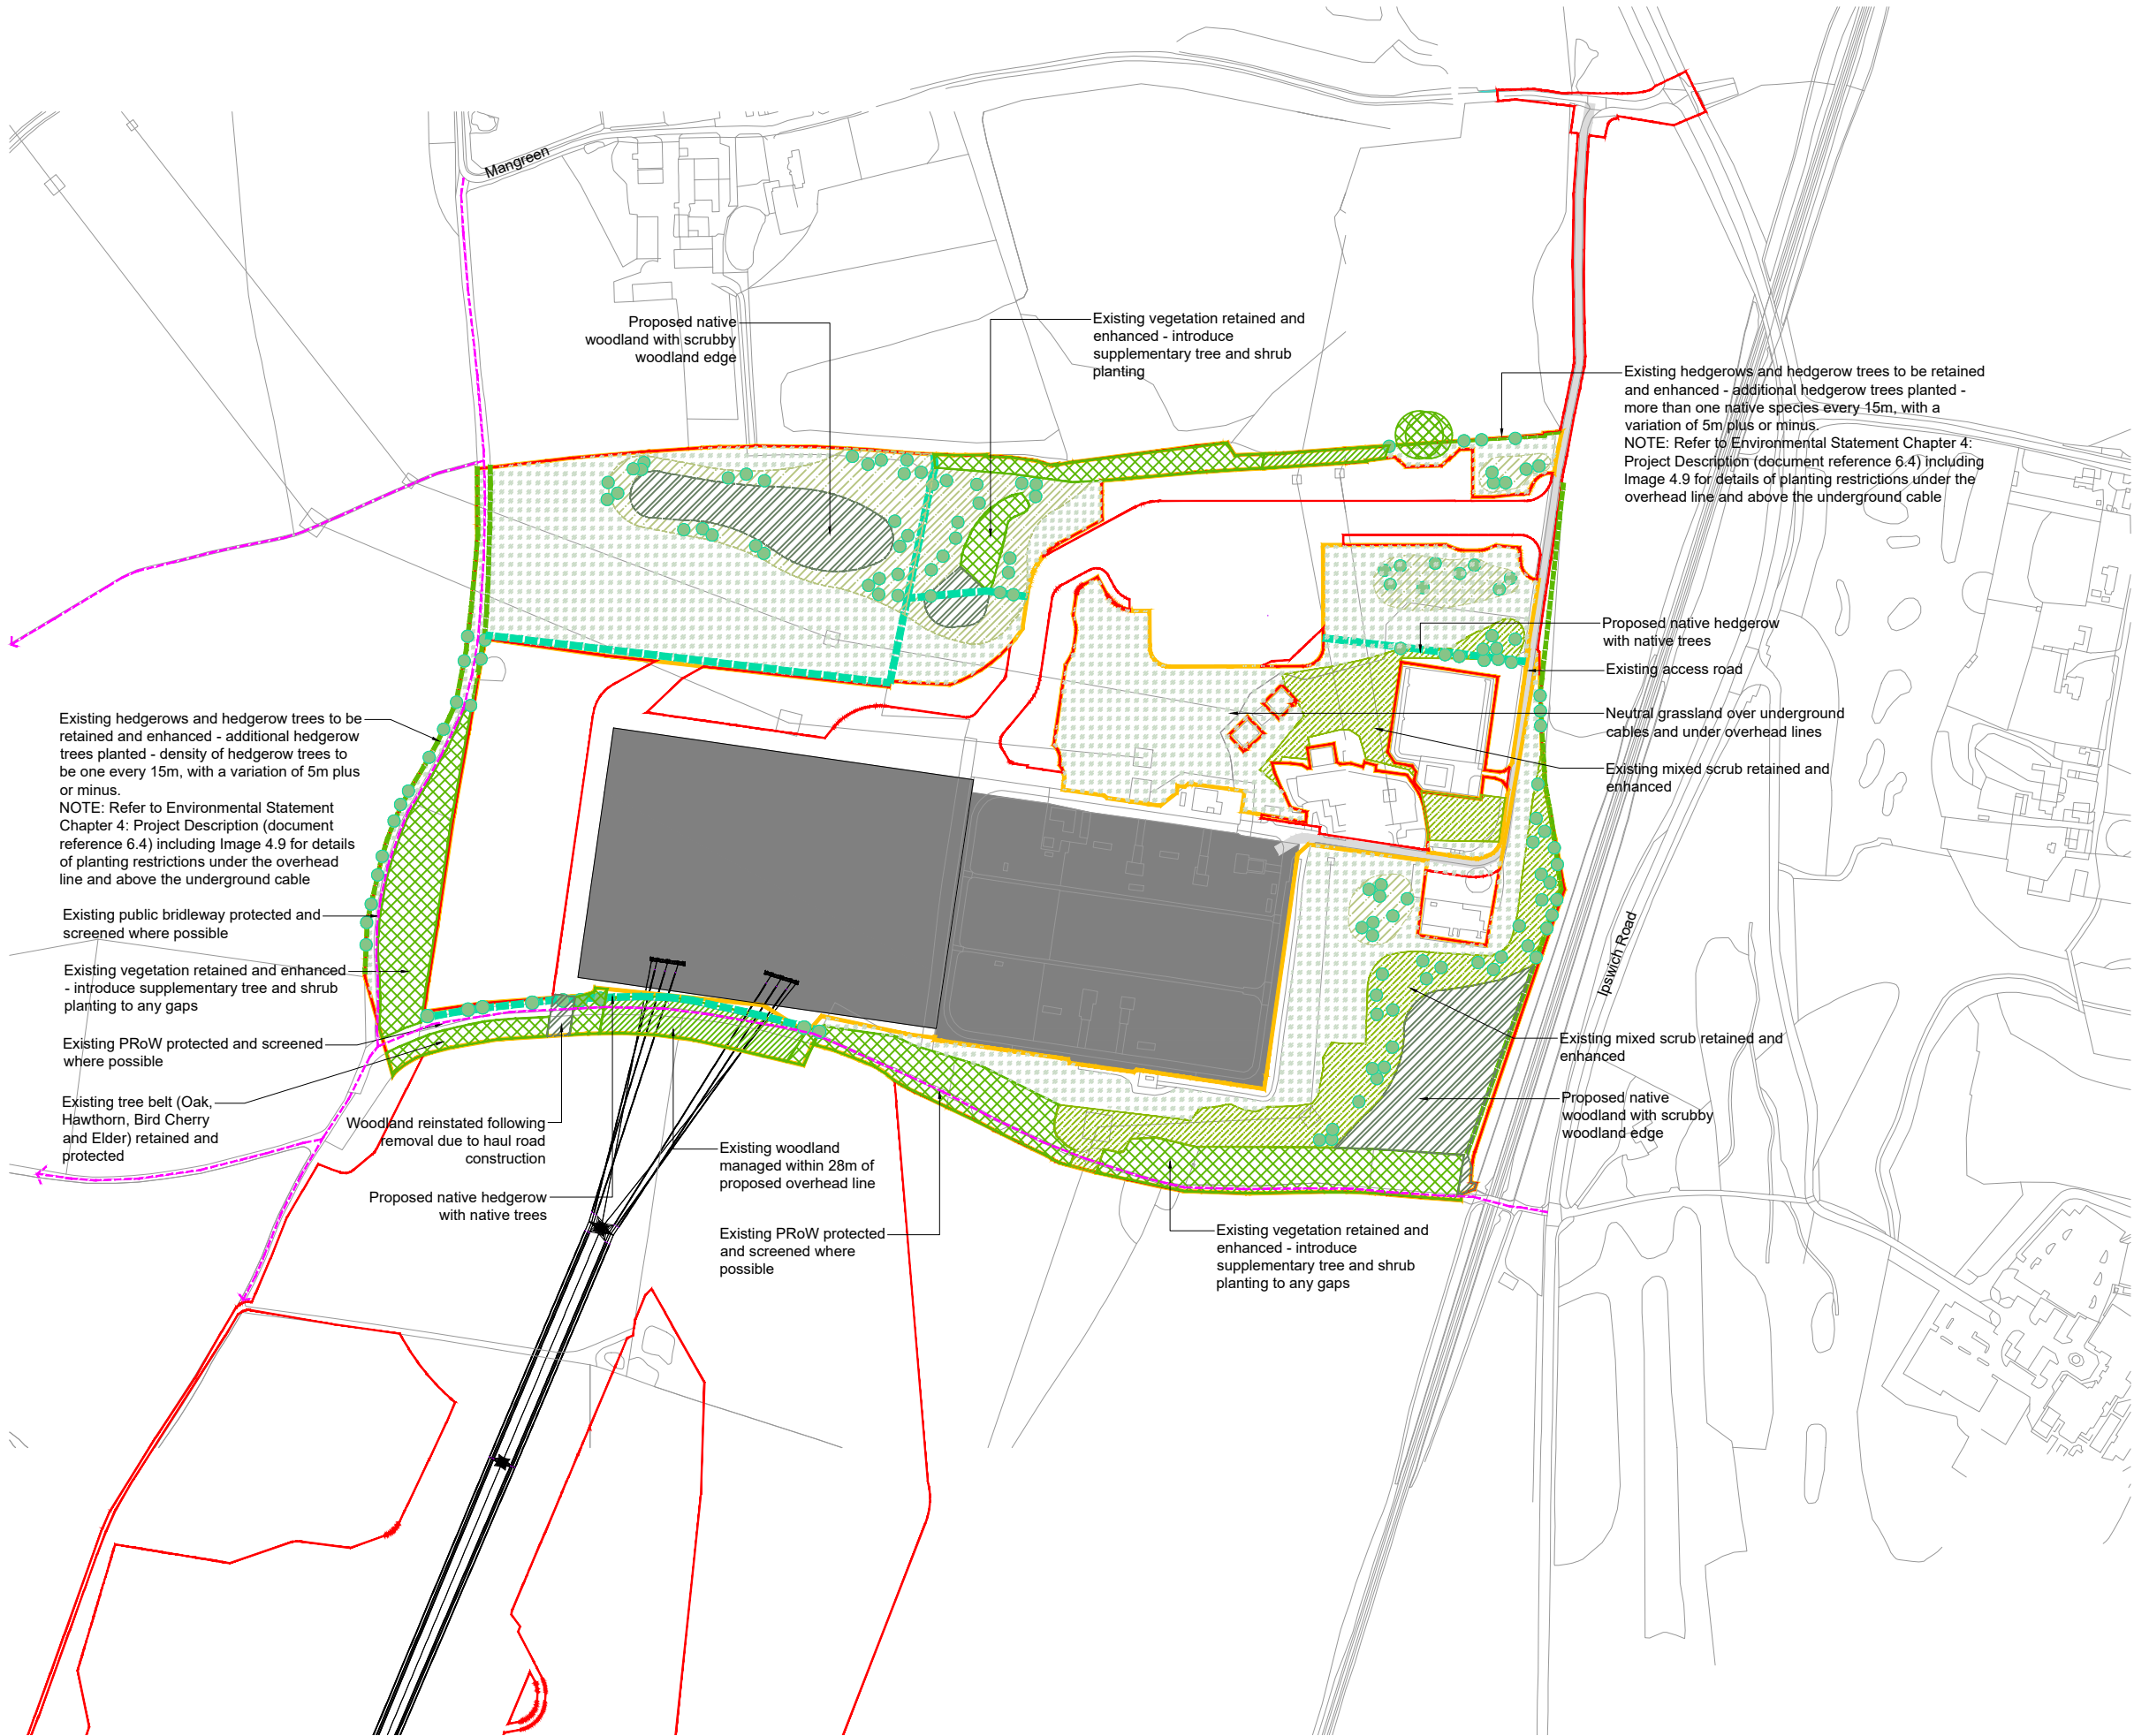 Mangreen
Proposed native
woodland with scrubby
woodland edge
Existing vegetation retained and
enhanced - introduce
supplementary tree and shrub
planting
Existing hedgerows and hedgerow trees to be retained
and enhanced - additional hedgerow trees planted -
more than one native species every 15m, with a
variation of 5m plus or minus.
NOTE: Refer to Environmental Statement Chapter 4:
Project Description (document reference 6.4) including
Image 4.9 for details of planting restrictions under the
overhead line and above the underground cable
Proposed native hedgerow
with native trees
Existing access road
Neutral grassland over underground
cables and under overhead lines
Existing mixed scrub retained and
enhanced
Existing hedgerows and hedgerow trees to be
retained and enhanced - additional hedgerow
trees planted - density of hedgerow trees to
be one every 15m, with a variation of 5m plus
or minus.
NOTE: Refer to Environmental Statement
Chapter 4: Project Description (document
reference 6.4) including Image 4.9 for details
of planting restrictions under the overhead
line and above the underground cable
Existing public bridleway protected and
screened where possible
Existing vegetation retained and enhanced
- introduce supplementary tree and shrub
planting to any gaps
Existing PRoW protected and screened
where possible
Existing tree belt (Oak,
Hawthorn, Bird Cherry
and Elder) retained and
protected
Woodland reinstated following
removal due to haul road
construction
Proposed native hedgerow
with native trees
Existing woodland
managed within 28m of
proposed overhead line
Existing PRoW protected
and screened where
possible
Existing vegetation retained and
enhanced - introduce
supplementary tree and shrub
planting to any gaps
Ipswich Road
Existing mixed scrub retained and
enhanced
Proposed native
woodland with scrubby
woodland edge